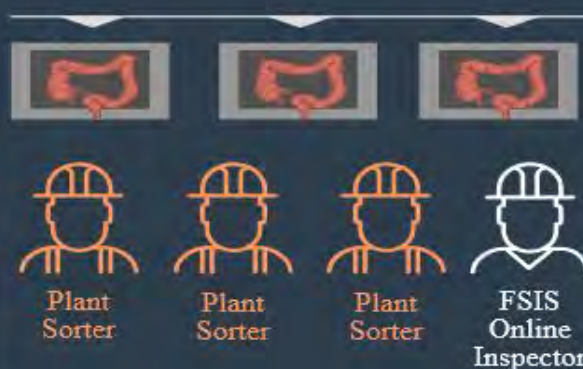 Plant
Sorter
Plant
Sorter
Plant
Sorter
FSIS
Online
Inspector